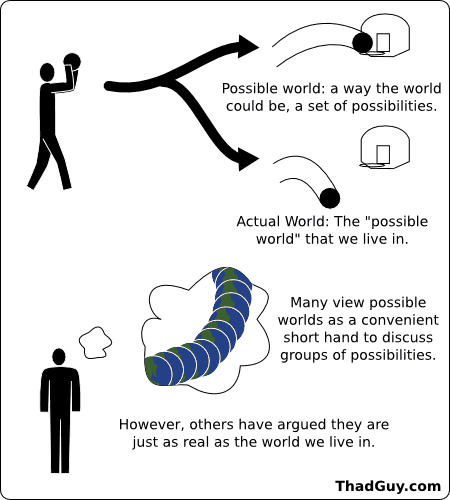 Possible world: a way the world
could be, a set of possibilities.
Actual World: The "possible
world" that we live in.
Many view possible
worlds as a convenient
short hand to discuss
groups of possibilities.
However, others have argued they are
just as real as the world we live in.
ThadGuy.com